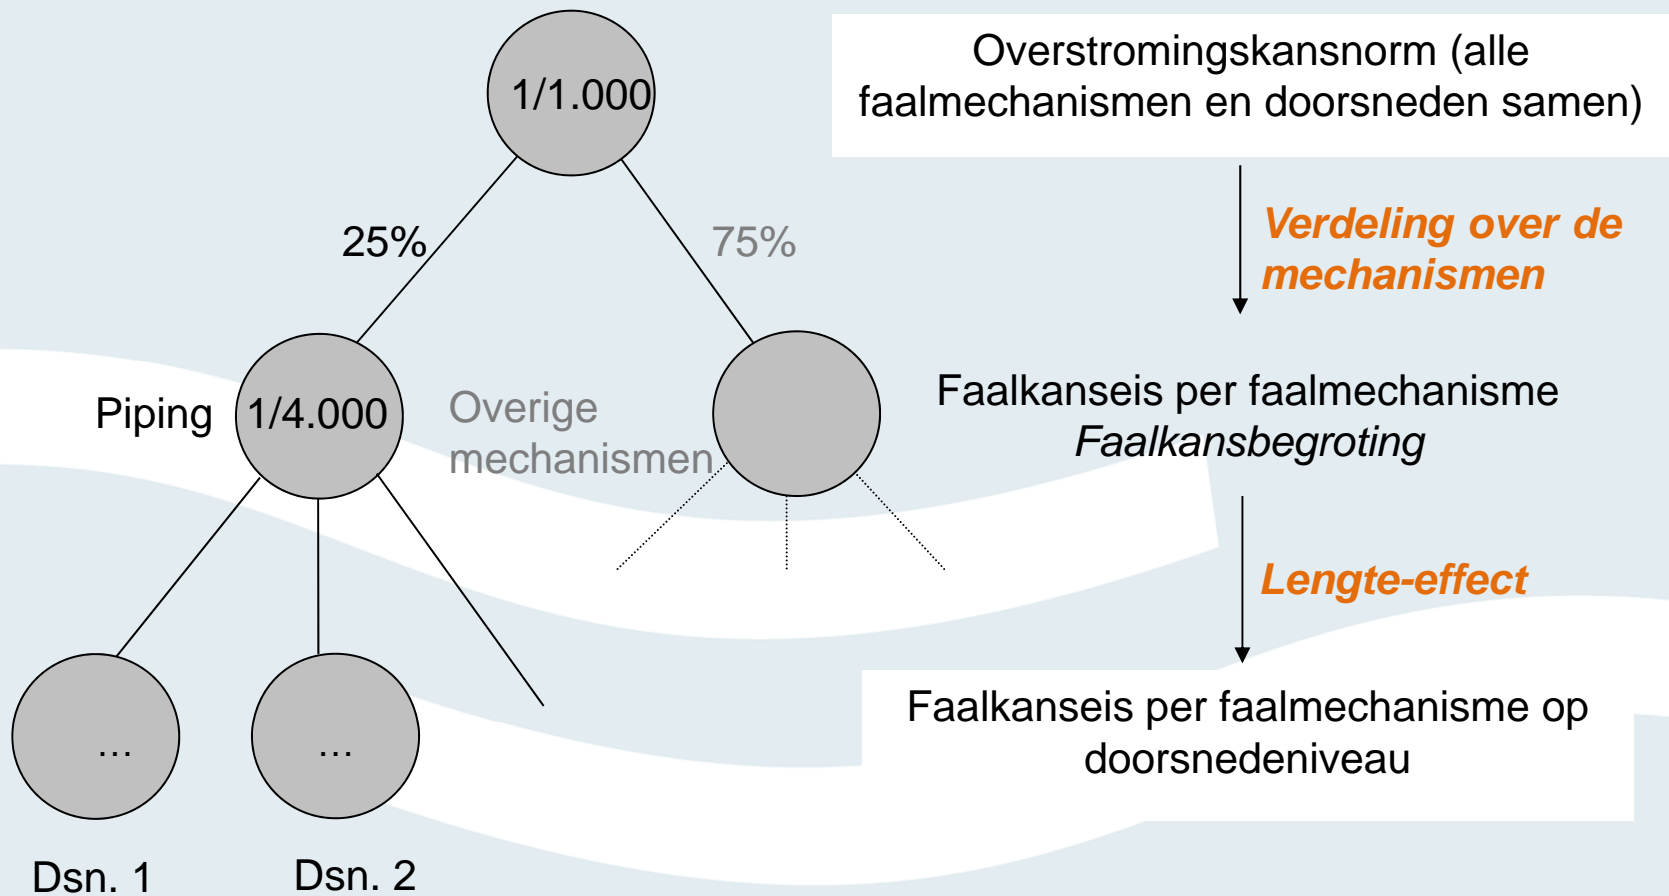 1/1.000
Overstromingskansnorm (alle
faalmechanismen en doorsneden samen)
25%
75%
Verdeling over de
mechanismen
Piping
1/4.000
Overige
mechanismen
Faalkanseis per faalmechanisme
Faalkansbegroting
Lengte-effect
...
...
Faalkanseis per faalmechanisme op
doorsnedeniveau
Dsn. 1
Dsn. 2